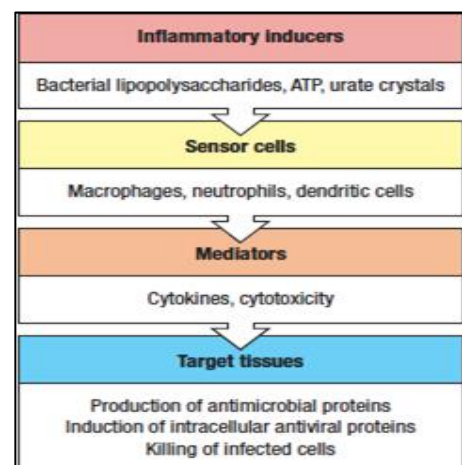 Inflammatory inducers
Bacterial lipopolysaccharides, ATP, urate crystals
Sensor cells
Macrophages, neutrophils, dendritic cells
Mediators
Cytokines, cytotoxicity
Target tissues
Production of antimicrobial proteins
Induction of intracellular antiviral proteins
Killing of infected cells